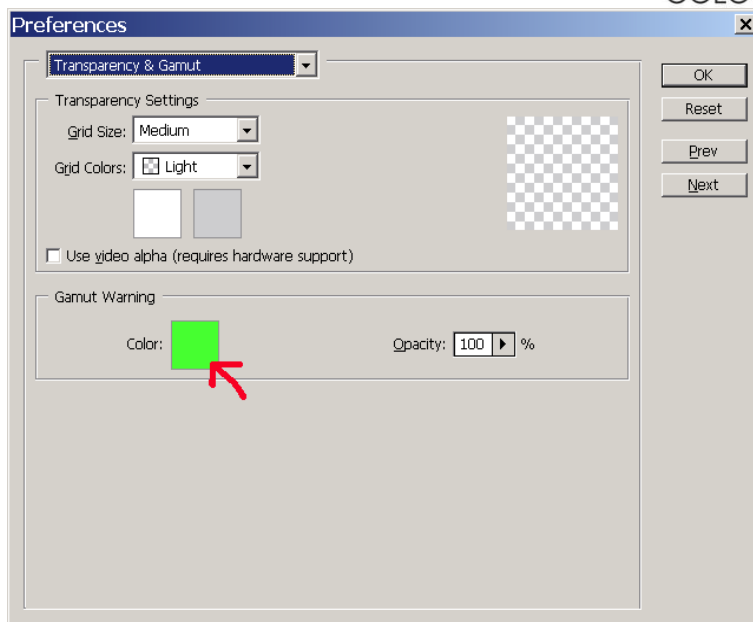 Preferences
Transparency & Gamut
OK
Transparency Settings
Reset
Grid Size: Medium
Prev
Grid Colors: Light
Next
Use video alpha (requires hardware support)
Gamut Warning
Color:
Opacity: 100 %